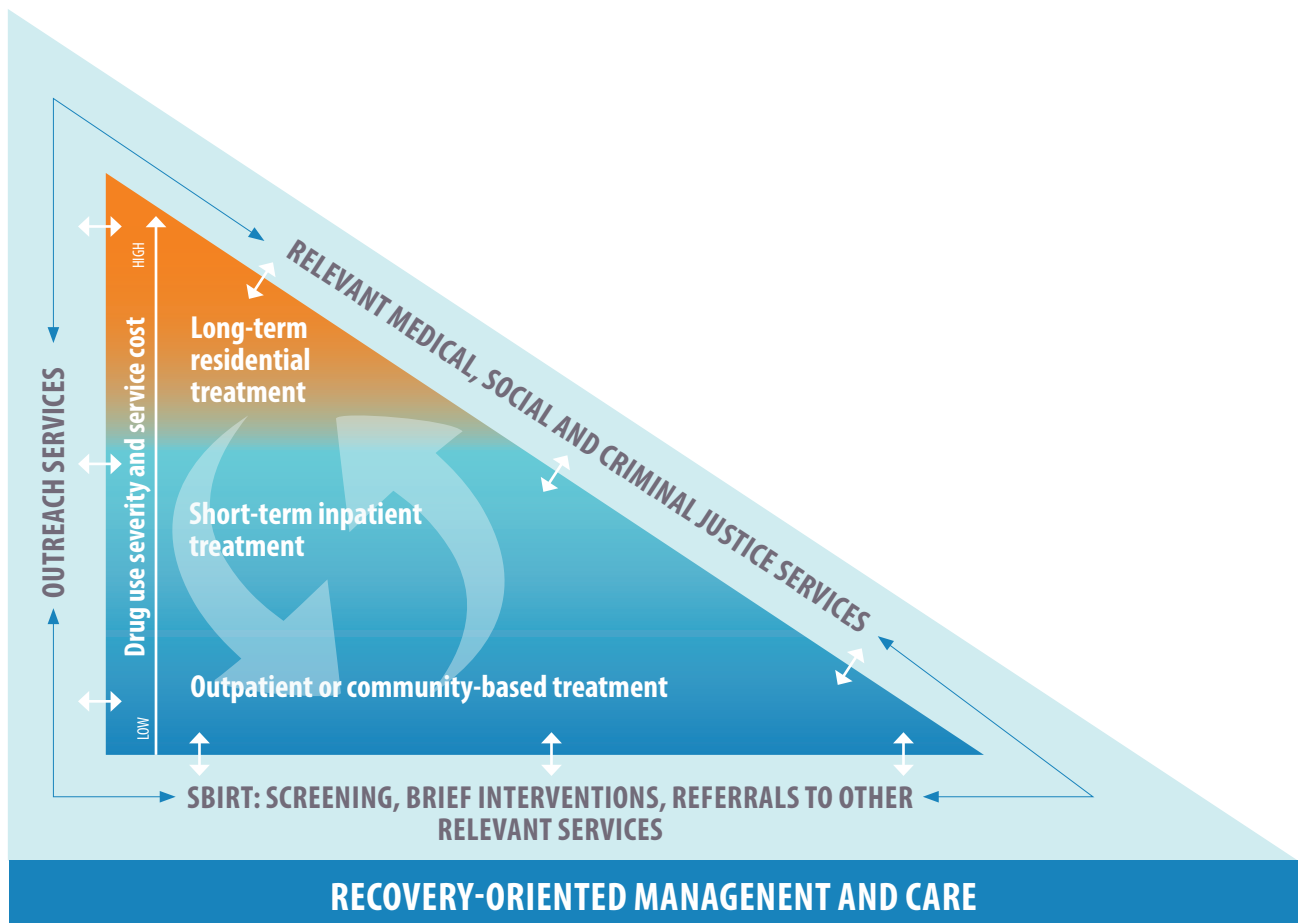 HIGH
Drug use severity and service cost
LOW
OUTREACH SERVICES
RELEVANT MEDICAL, SOCIAL AND CRIMINAL JUSTICE SERVICES
Long-term
residential
treatment
Short-term inpatient
treatment
Outpatient or community-based treatment
SBIRT: SCREENING, BRIEF INTERVENTIONS, REFERRALS TO OTHER
RELEVANT SERVICES
RECOVERY-ORIENTED MANAGENENT AND CARE